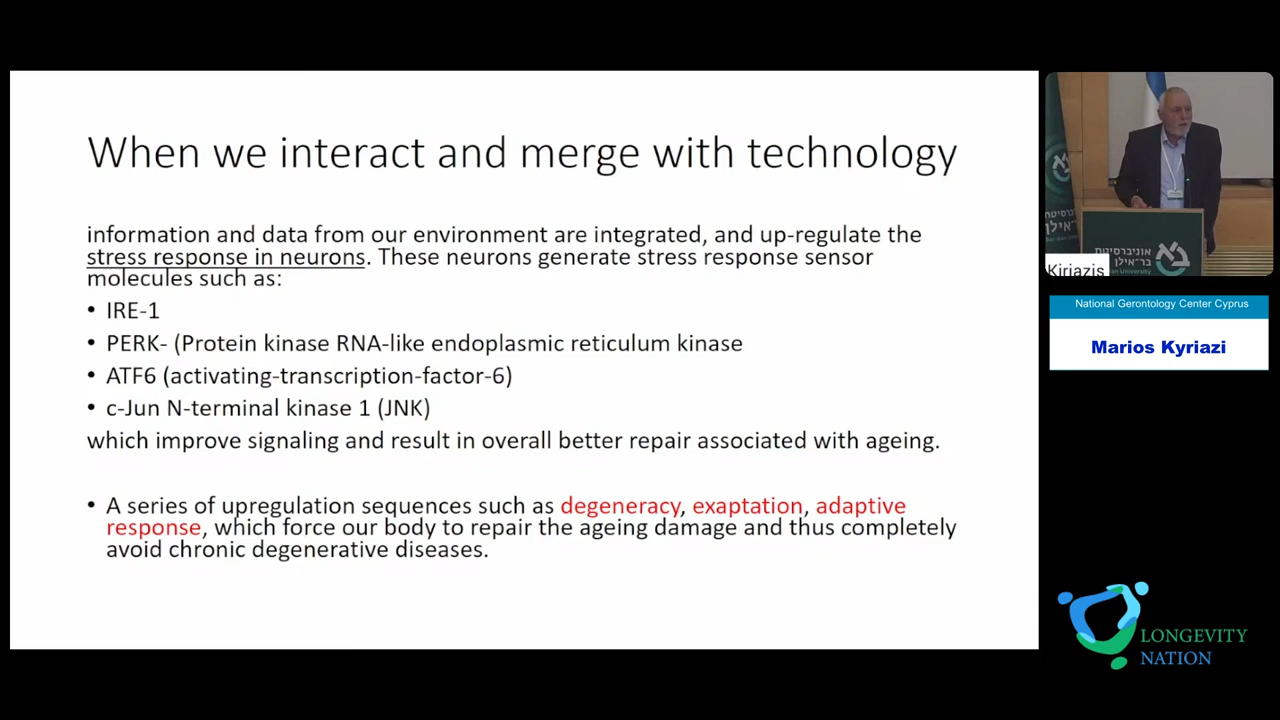 When we interact and merge with technology
information and data from our environment are integrated, and up-regulate the
stress response in neurons. These neurons generate stress response sensor
molecules such as:
• IRE-1
• PERK- (Protein kinase RNA-like endoplasmic reticulum kinase
• ATF6 (activating-transcription-factor-6)
• c-Jun N-terminal kinase 1 (JNK)
which improve signaling and result in overall better repair associated with ageing.
• A series of upregulation sequences such as degeneracy, exaptation, adaptive
response, which force our body to repair the ageing damage and thus completely
avoid chronic degenerative diseases.
אוניברסיטת
בר־אילן
University
Kiriazis
National Gerontology Center Cyprus
Marios Kyriazi
LONGEVITY
NATION